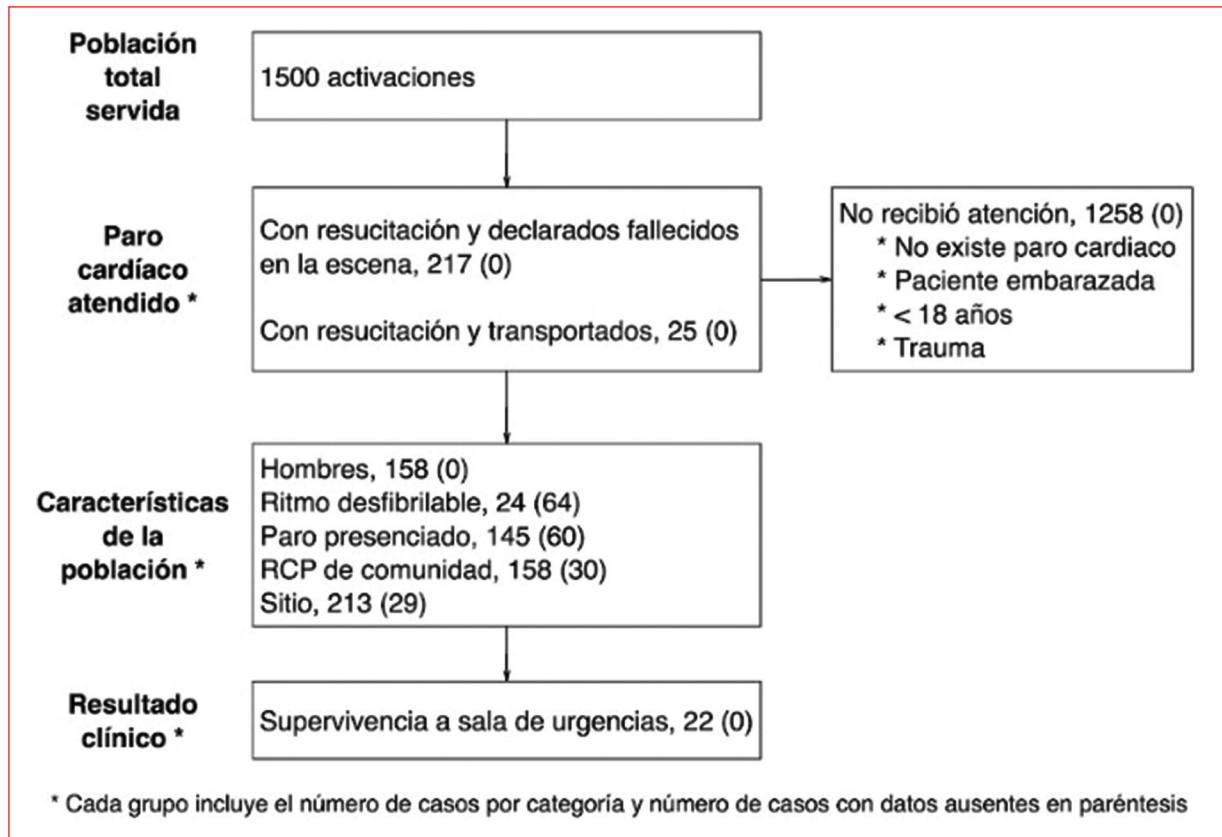 Población
total
servida
1500 activaciones
Paro
cardíaco
atendido *
Con resucitación y declarados fallecidos
en la escena, 217 (0)
Con resucitación y transportados, 25 (0)
No recibió atención, 1258 (0)
* No existe paro cardiaco
* Paciente embarazada
* < 18 años
* Trauma
Características
de la
población *
Hombres, 158 (0)
Ritmo desfibrilable, 24 (64)
Paro presenciado, 145 (60)
RCP de comunidad, 158 (30)
Sitio, 213 (29)
Resultado
clínico *
Supervivencia a sala de urgencias, 22 (0)
* Cada grupo incluye el número de casos por categoría y número de casos con datos ausentes en paréntesis